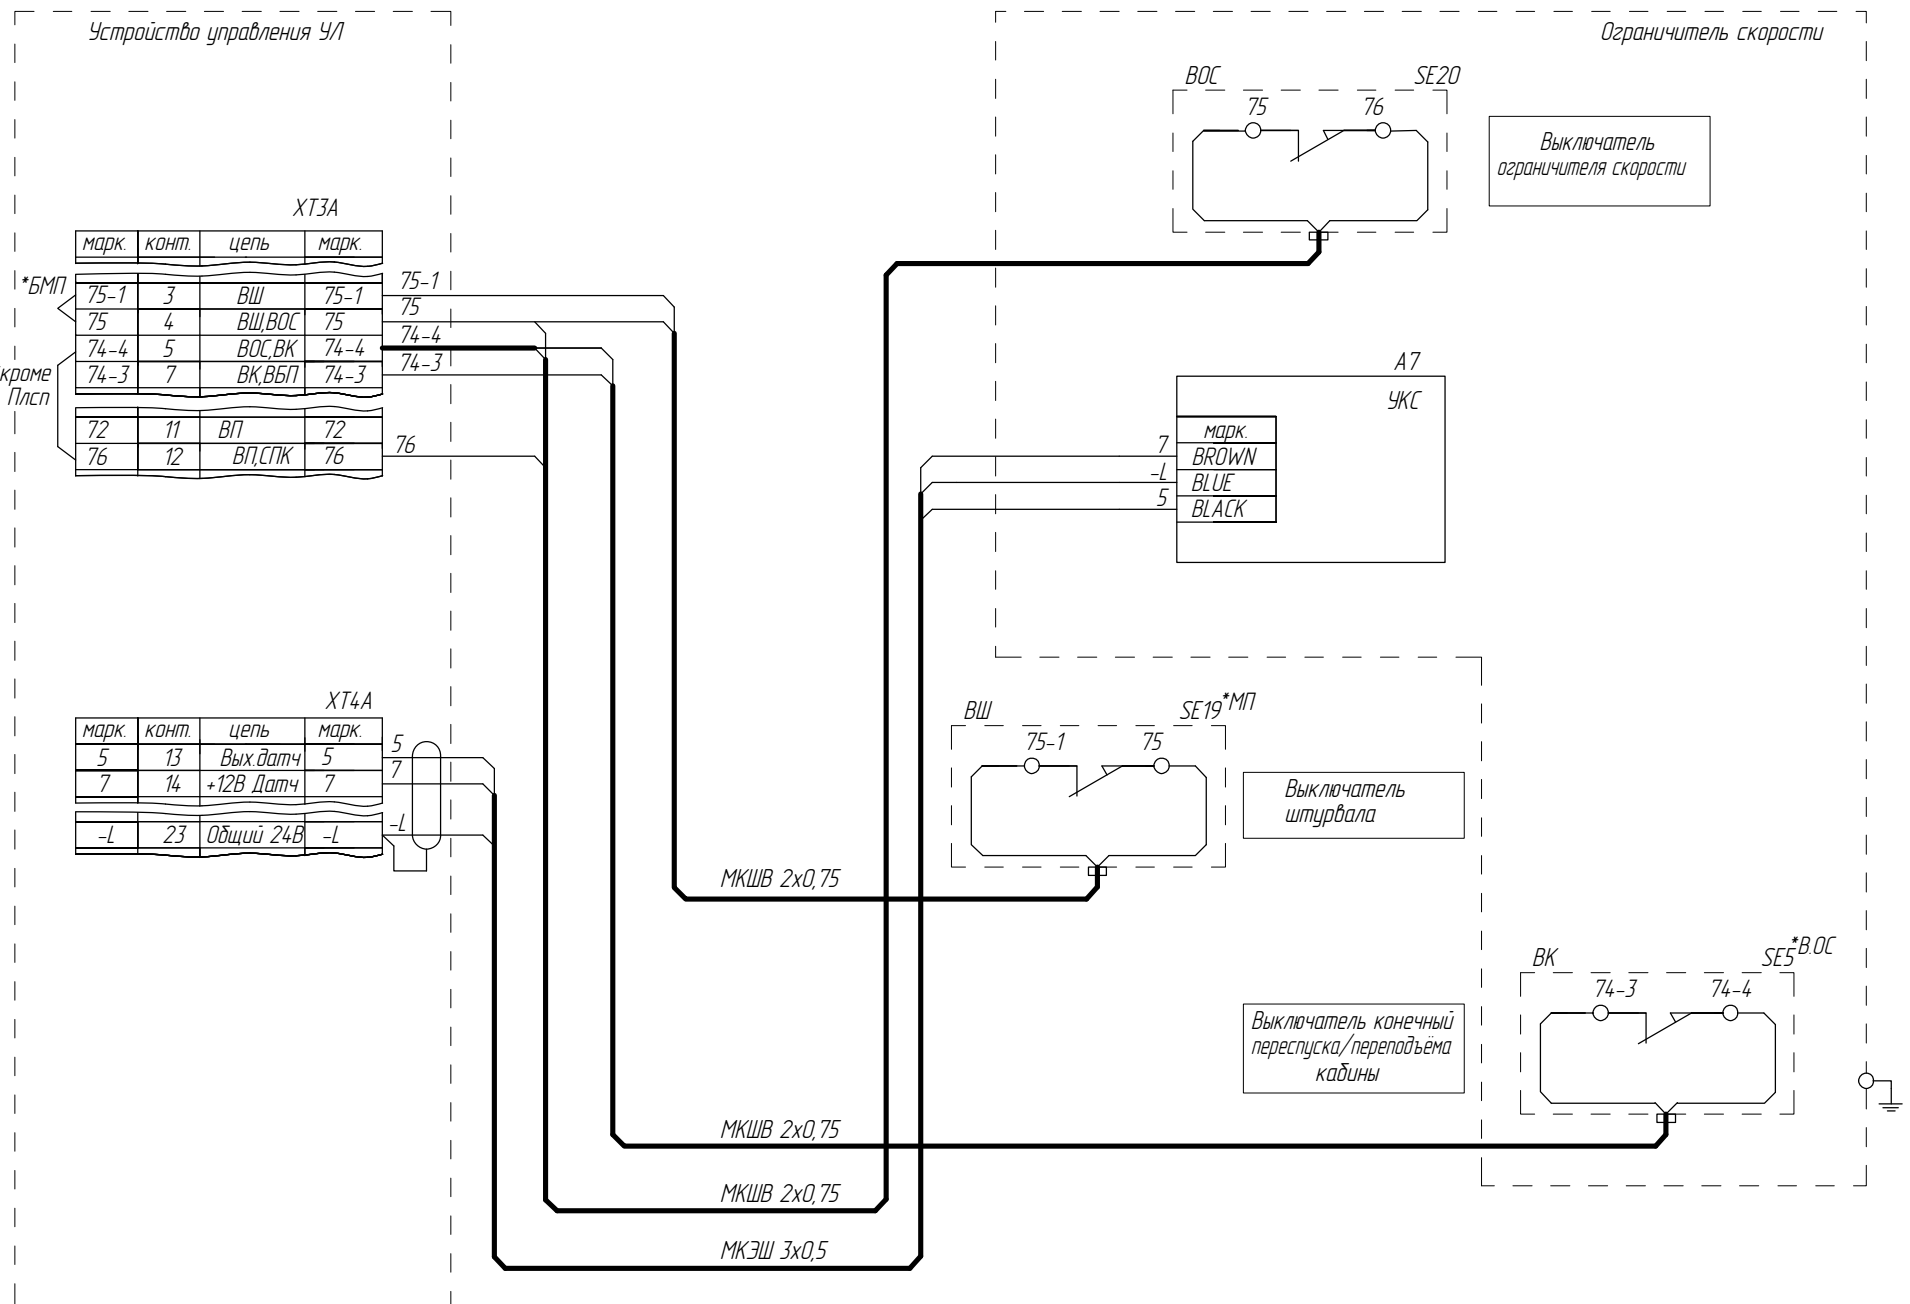 Устройство управления УЛ
Ограничитель скорости
ВОС SE20
75 76
Выключатель
ограничителя скорости
ХТ3А
марк. конт. цепь марк.
*БМП
75-1 3 ВШ 75-1 75-1
75 4 ВШ,ВОС 75 75
74-4 5 ВОС,ВК 74-4 74-4
74-3 7 ВК,ВБП 74-3 74-3
кроме
Плсп
72 11 ВП 72
76 12 ВП,СПК 76 76
А7
УКС
марк.
7 BROWN
-L BLUE
5 BLACK
ХТ4А
марк. конт. цепь марк.
5 13 Вых.датч 5 5
7 14 +12В Датч 7 7
-L 23 Общий 24В -L -L
ВШ SE19*МП
75-1 75
Выключатель
штурвала
МКШВ 2х0,75
ВК SE5*В.ОС
74-3 74-4
Выключатель конечный
переспуска/переподъёма
кабины
МКШВ 2х0,75
МКШВ 2х0,75
МКЭШ 3х0,5